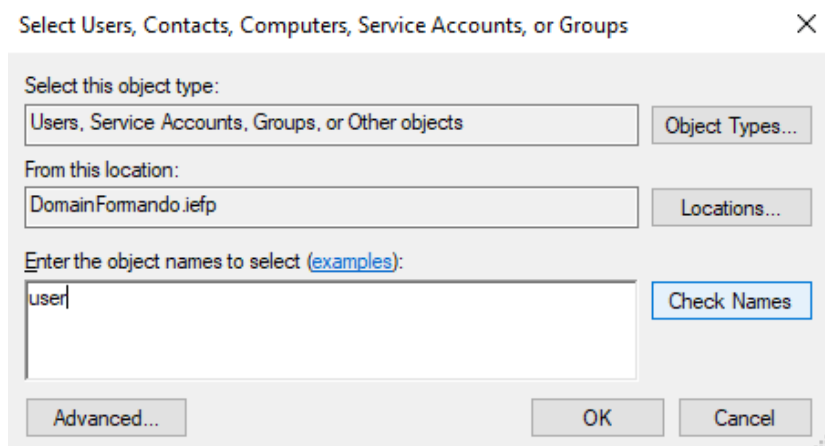 Select Users, Contacts, Computers, Service Accounts, or Groups
Select this object type:
Users, Service Accounts, Groups, or Other objects
Object Types...
From this location:
DomainFormando.iefp
Locations...
Enter the object names to select (examples):
user
Check Names
Advanced...
OK
Cancel